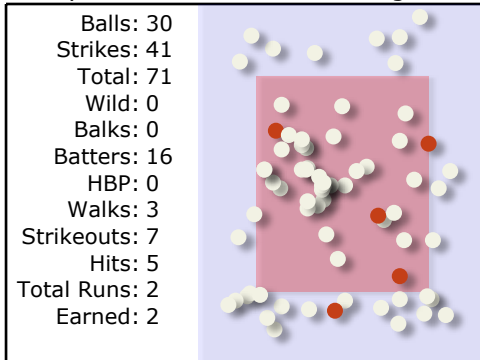 Balls: 30
Strikes: 41
Total: 71
Wild: 0
Balks: 0
Batters: 16
HBP: 0
Walks: 3
Strikeouts: 7
Hits: 5
Total Runs: 2
Earned: 2